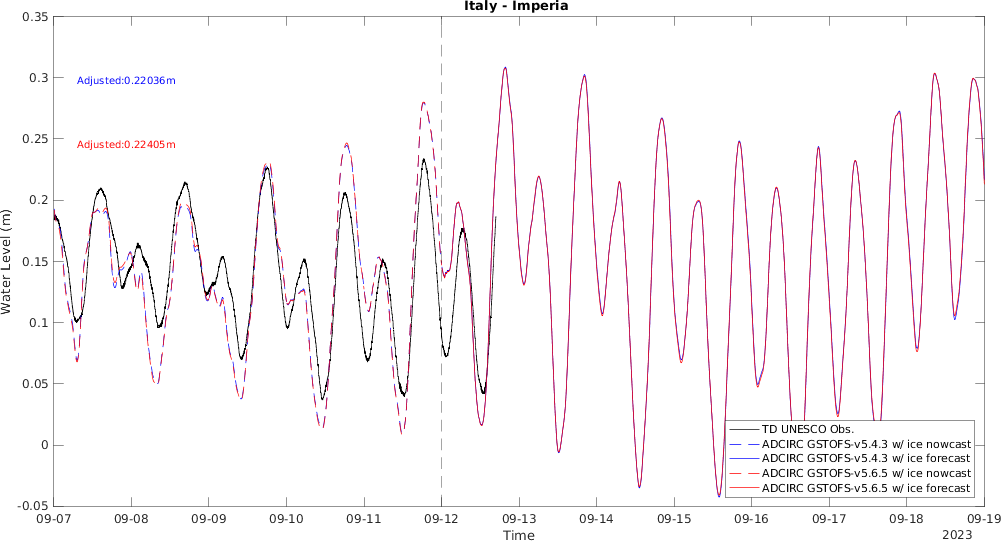 Italy - Imperia
0.35
0.3
0.25
0.2
0.15
0.1
0.05
0
-0.05
Water Level (m)
Adjusted:0.22036m
Adjusted:0.22405m
TD UNESCO Obs.
ADCIRC GSTOFS-v5.4.3 w/ ice nowcast
ADCIRC GSTOFS-v5.4.3 w/ ice forecast
ADCIRC GSTOFS-v5.6.5 w/ ice nowcast
ADCIRC GSTOFS-v5.6.5 w/ ice forecast
09-07 09-08 09-09 09-10 09-11 09-12 09-13 09-14 09-15 09-16 09-17 09-18 09-19
Time
2023